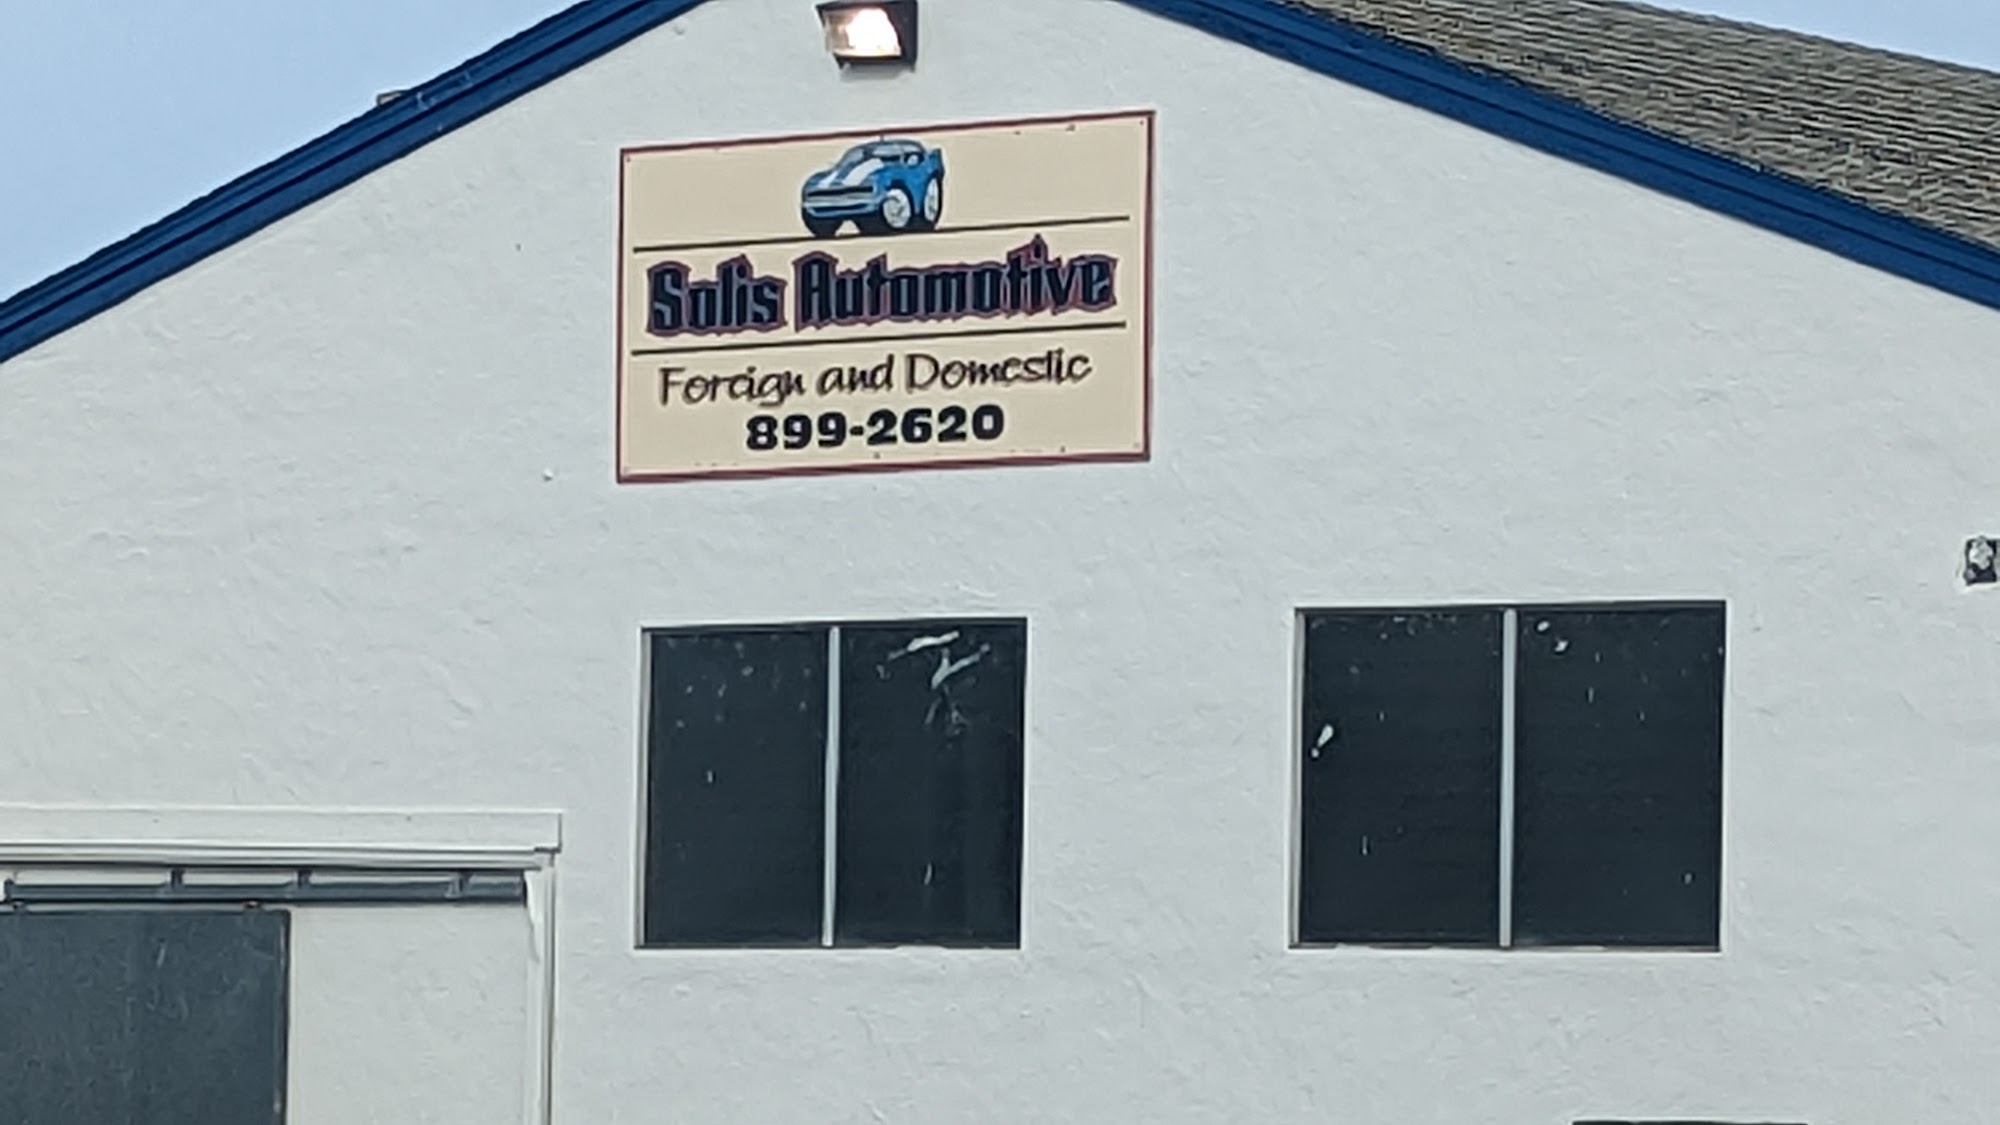 Solis Automotive
Foreign and Domestic
899-2620